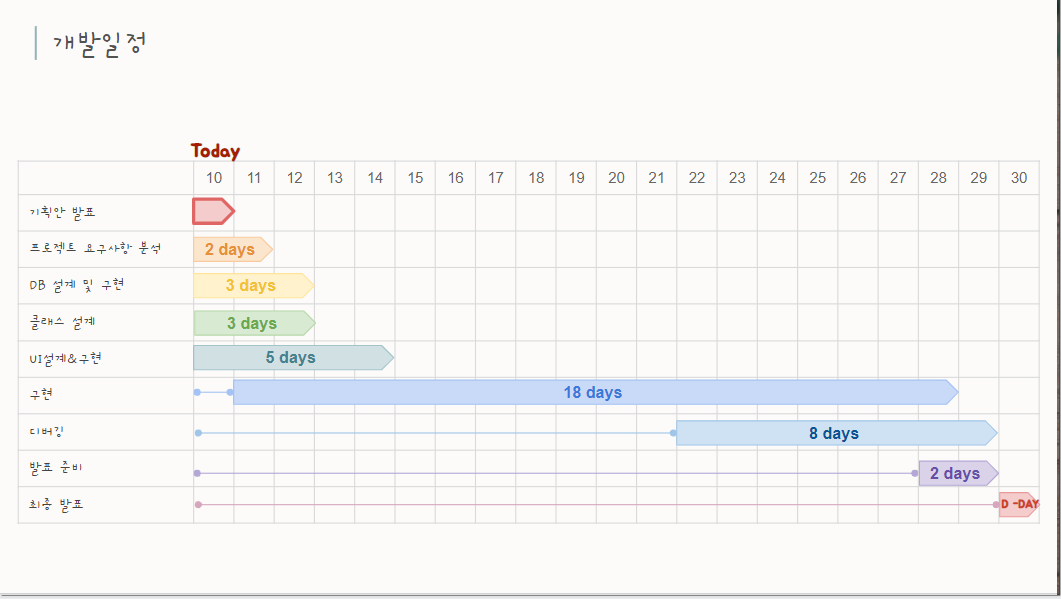 개발일정
Today
10 11 12 13 14 15 16 17 18 19 20 21 22 23 24 25 26 27 28 29 30
기획안 발표
프로젝트 요구사항 분석 2 days
DB 설계 및 구현 3 days
클래스 설계 3 days
UI설계&구현 5 days
구현 18 days
디버깅 8 days
발표 준비 2 days
최종 발표 D-DAY